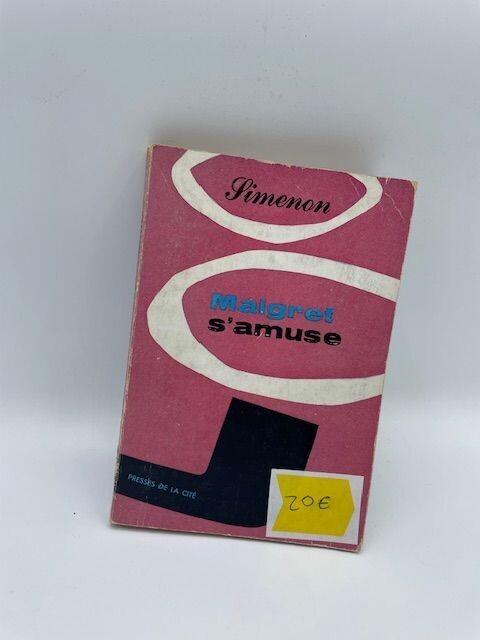 Simenon
Maigret
s'amuse
PRESSES DE LA CITÉ
20€